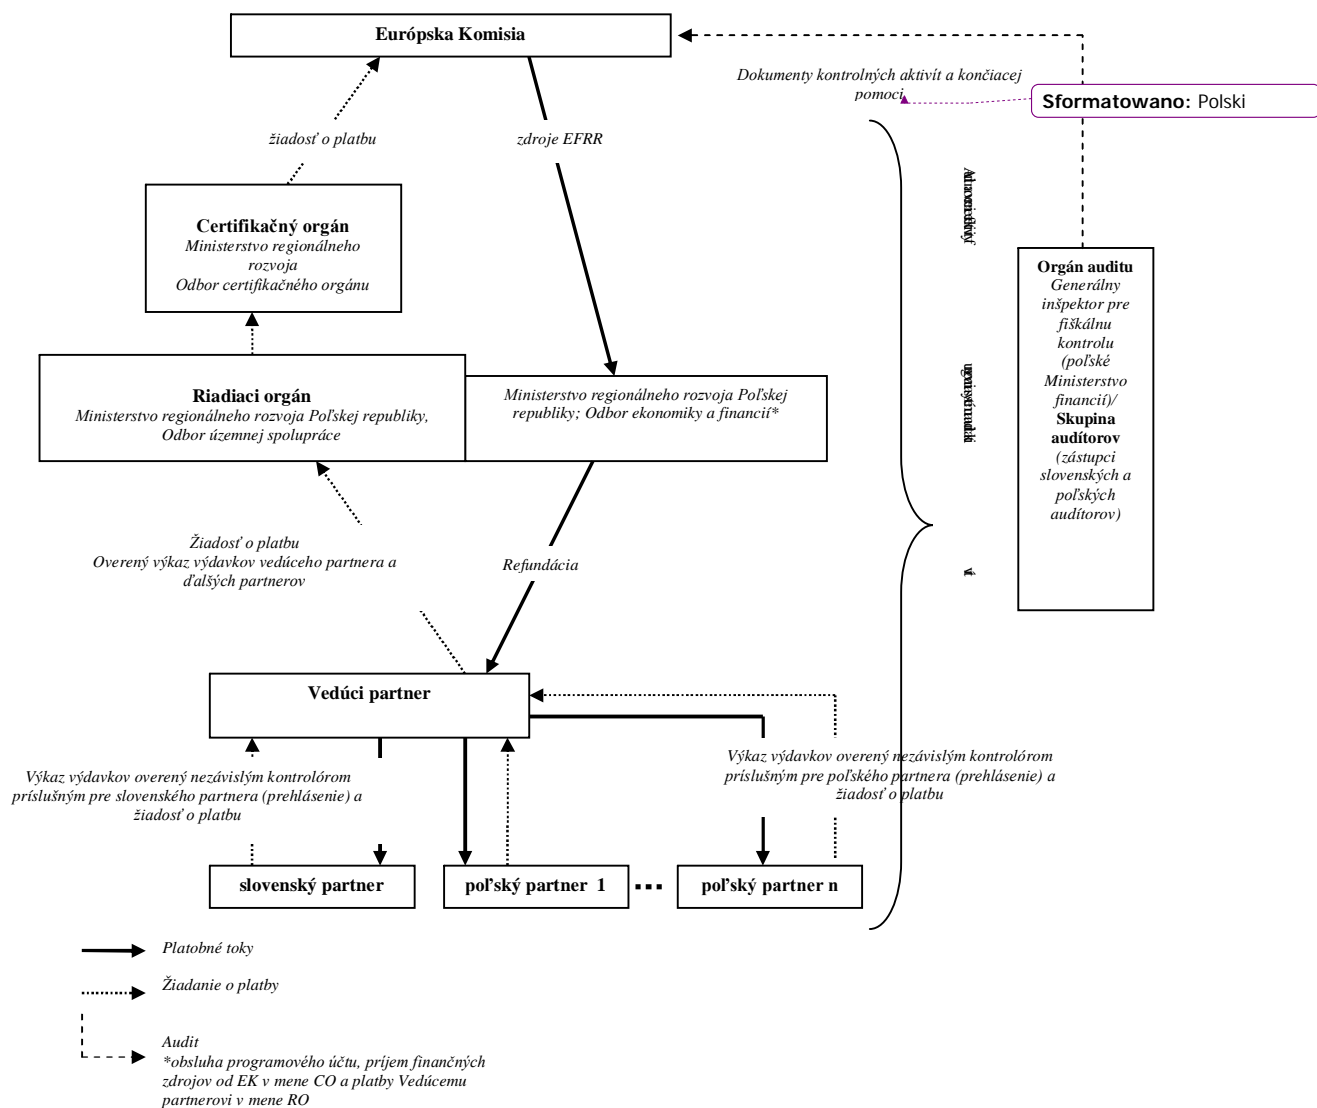 Európska Komisia
Dokumenty kontrolných aktivít a končiacej
pomoci
Sformatowano: Polski
žiadosť o platbu
zdroje EFRR
Certifikačný orgán
Ministerstvo regionálneho
rozvoja
Odbor certifikačného orgánu
Orgán auditu
Generálny
inšpektor pre
fiškálnu
kontrolu
(poľské
Ministerstvo
financií)/
Skupina
audítorov
(zástupci
slovenských a
poľských
audítorov)
Riadiaci orgán
Ministerstvo regionálneho rozvoja Poľskej republiky,
Odbor územnej spolupráce
Ministerstvo regionálneho rozvoja Poľskej
republiky; Odbor ekonomiky a financií*
Žiadosť o platbu
Overený výkaz výdavkov vedúceho partnera a
ďalších partnerov
Refundácia
Vedúci partner
Výkaz výdavkov overený nezávislým kontrolórom
príslušným pre slovenského partnera (prehlásenie) a
žiadosť o platbu
Výkaz výdavkov overený nezávislým kontrolórom
príslušným pre poľského partnera (prehlásenie) a
žiadosť o platbu
slovenský partner
poľský partner 1
...
poľský partner n
Platobné toky
Žiadanie o platby
Audit
*obsluha programového účtu, príjem finančných
zdrojov od EK v mene CO a platby Vedúcemu
partnerovi v mene RO